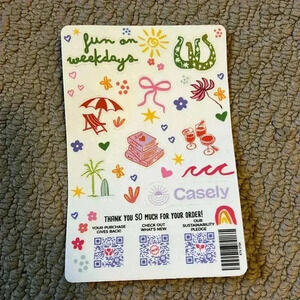 fun on
weekdays
Casely
THANK YOU SO MUCH FOR YOUR ORDER!
YOUR PURCHASE
GIVES BACK!
CHECK OUT
WHAT'S NEW
OUR
SUSTAINABILITY
PLEDGE